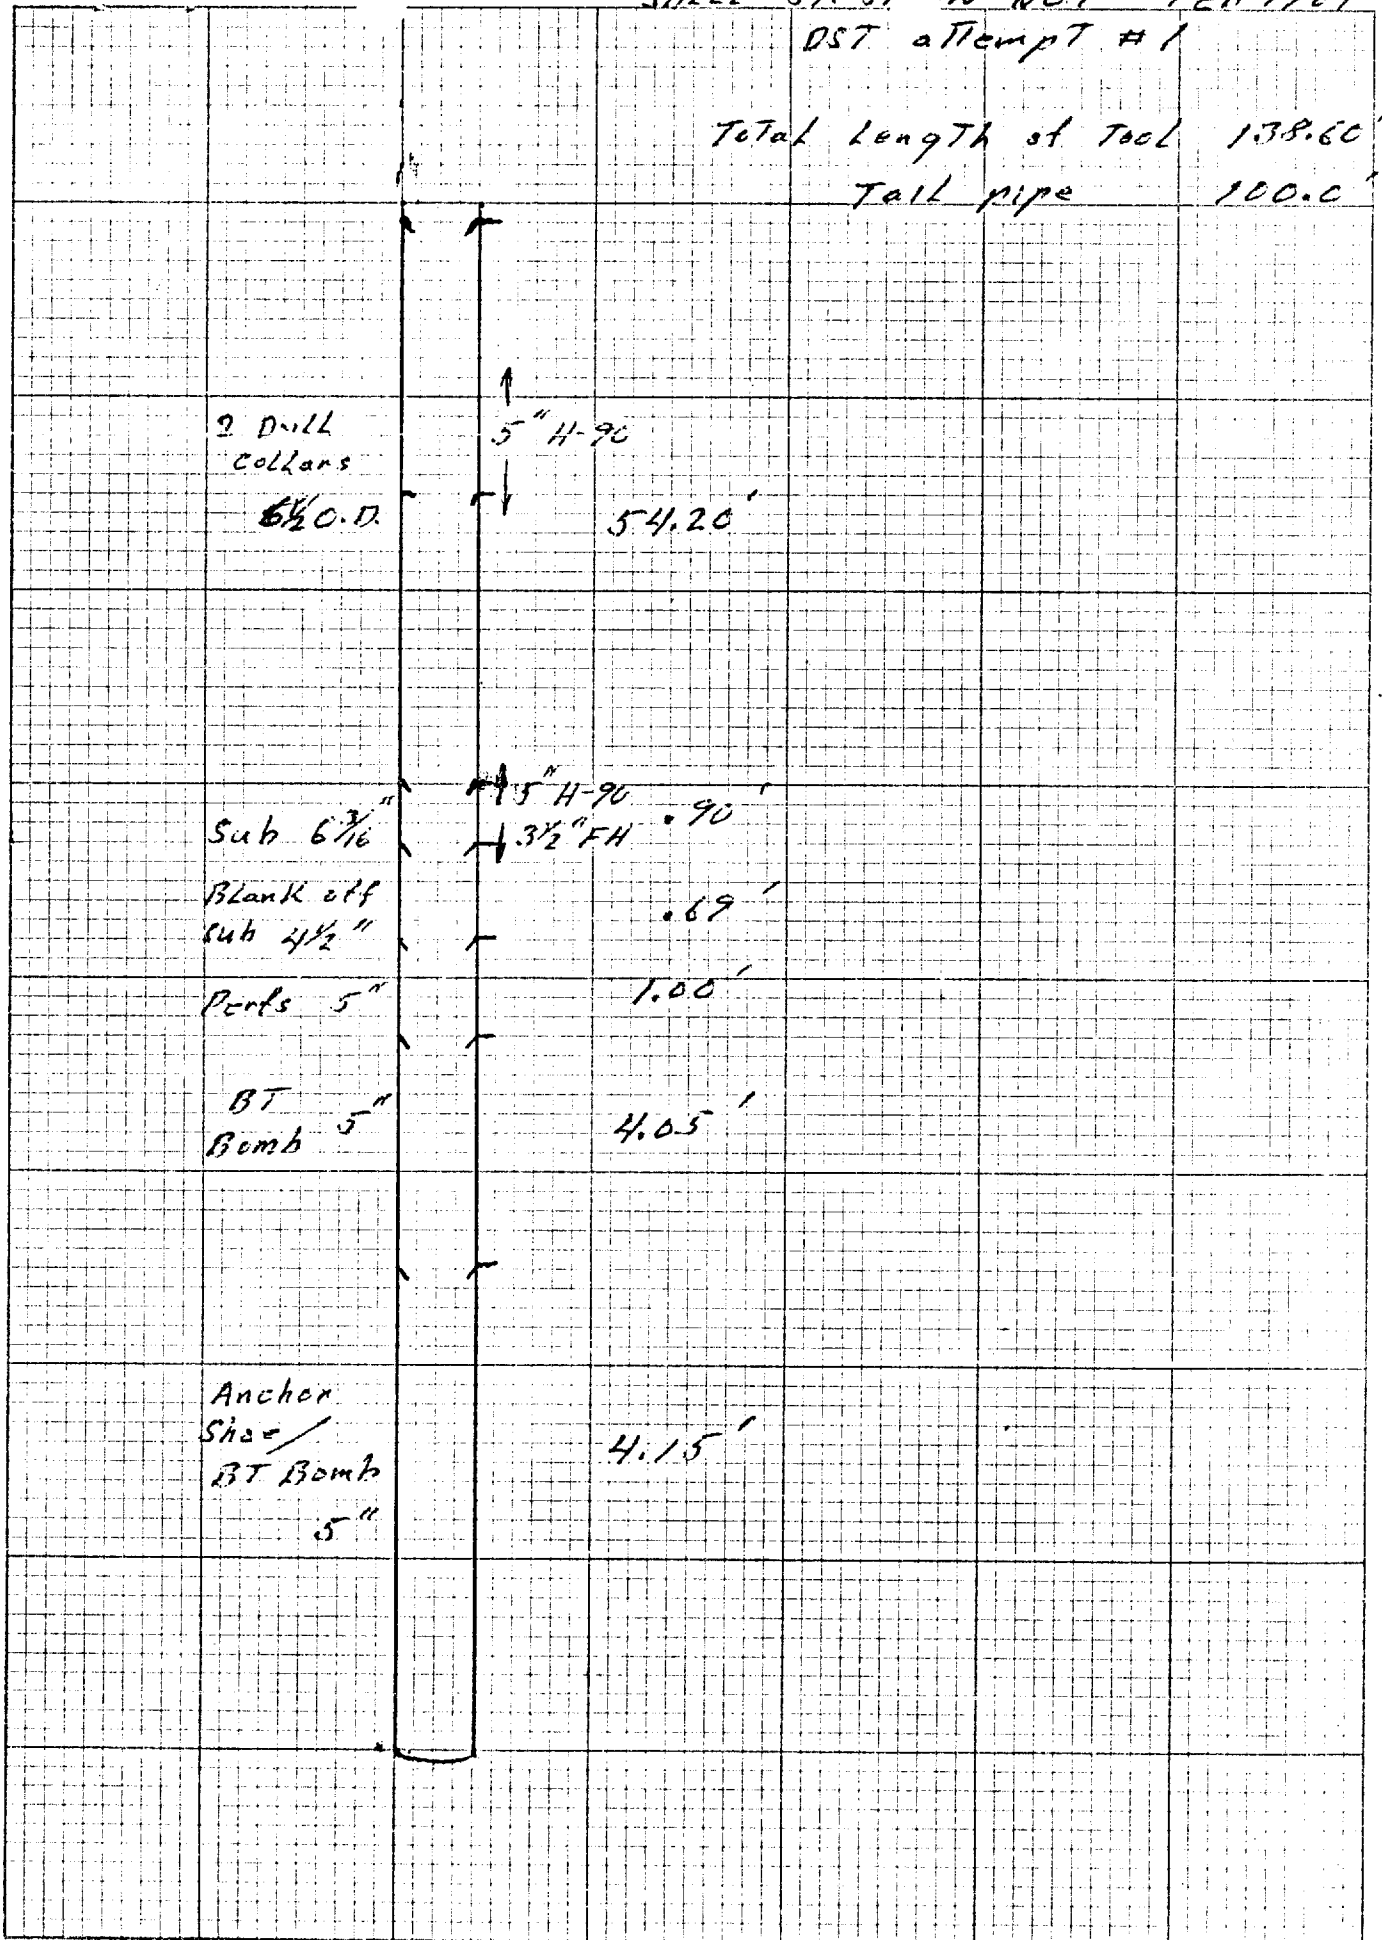 DST attempt #1
Total Length of Tool 138.60'
Tail pipe 100.0'
2 Drill
Collars
6½ O.D.
5" H-90
54.20'
Sub 6 3/16"
5" H-90
3½" FH
.90'
Blank off
sub 4½"
.69'
Perfs 5"
1.00'
BT
Bomb 5"
4.05'
Anchor
Shoe/
BT Bomb
5"
4.15'